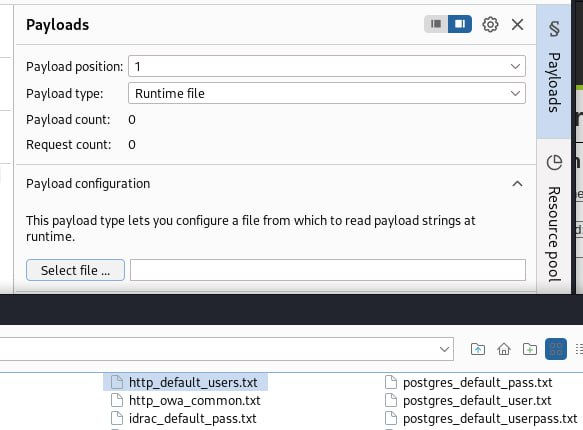 Payloads
Payload position: 1
Payload type: Runtime file
Payload count: 0
Request count: 0
Payload configuration
This payload type lets you configure a file from which to read payload strings at
runtime.
Select file ...
Payloads
Resource pool
http_default_users.txt
http_owa_common.txt
idrac_default_pass.txt
postgres_default_pass.txt
postgres_default_user.txt
postgres_default_userpass.txt